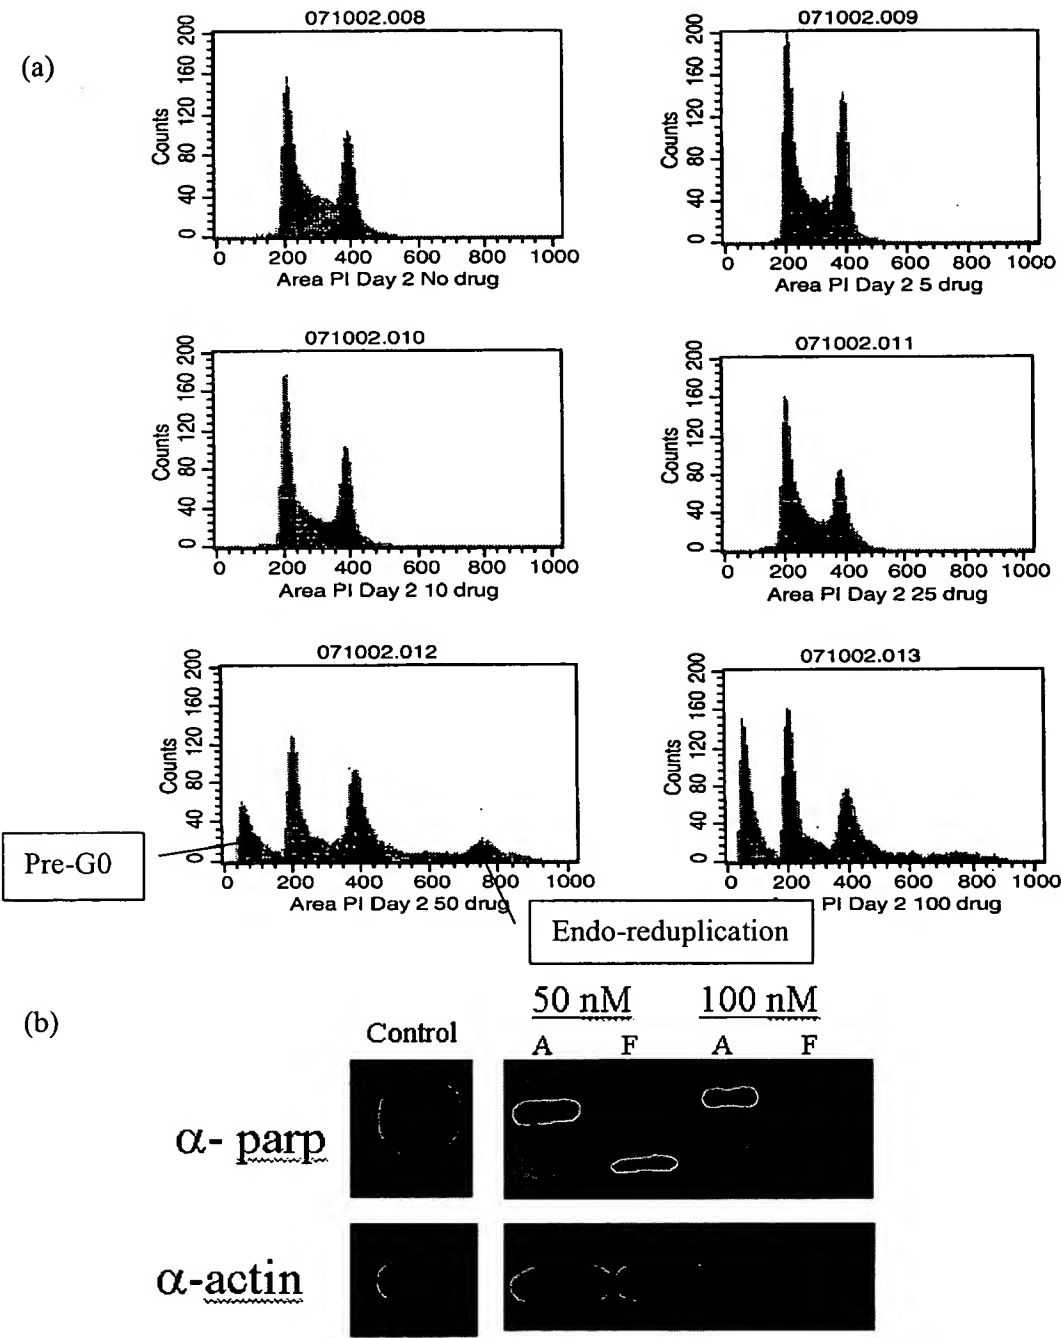 (a)
071002.008
200
160
120
80
40
0
Counts
0 200 400 600 800 1000
Area PI Day 2 No drug
071002.009
200
160
120
80
40
0
Counts
0 200 400 600 800 1000
Area PI Day 2 5 drug
071002.010
200
160
120
80
40
0
Counts
0 200 400 600 800 1000
Area PI Day 2 10 drug
071002.011
200
160
120
80
40
0
Counts
0 200 400 600 800 1000
Area PI Day 2 25 drug
071002.012
200
160
120
80
40
0
Counts
0 200 400 600 800 1000
Area PI Day 2 50 drug
071002.013
200
160
120
80
40
0
Counts
0 200 400 600 800 1000
PI Day 2 100 drug
Pre-G0
Endo-reduplication
(b)
Control
50 nM 100 nM
A F A F
α- parp
α-actin